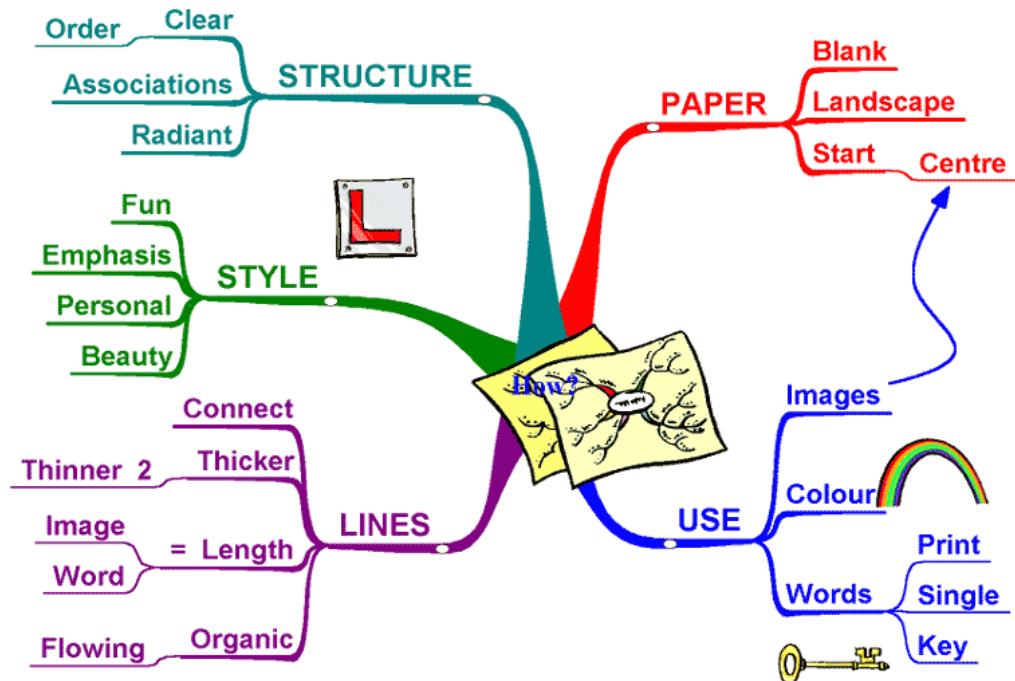 STRUCTURE
Clear
Order
Associations
Radiant
PAPER
Blank
Landscape
Start
Centre
STYLE
Fun
Emphasis
Personal
Beauty
L
How?
USE
Images
Colour
Words
Print
Single
Key
LINES
Connect
Thicker
Thinner 2
= Length
Image
Word
Organic
Flowing